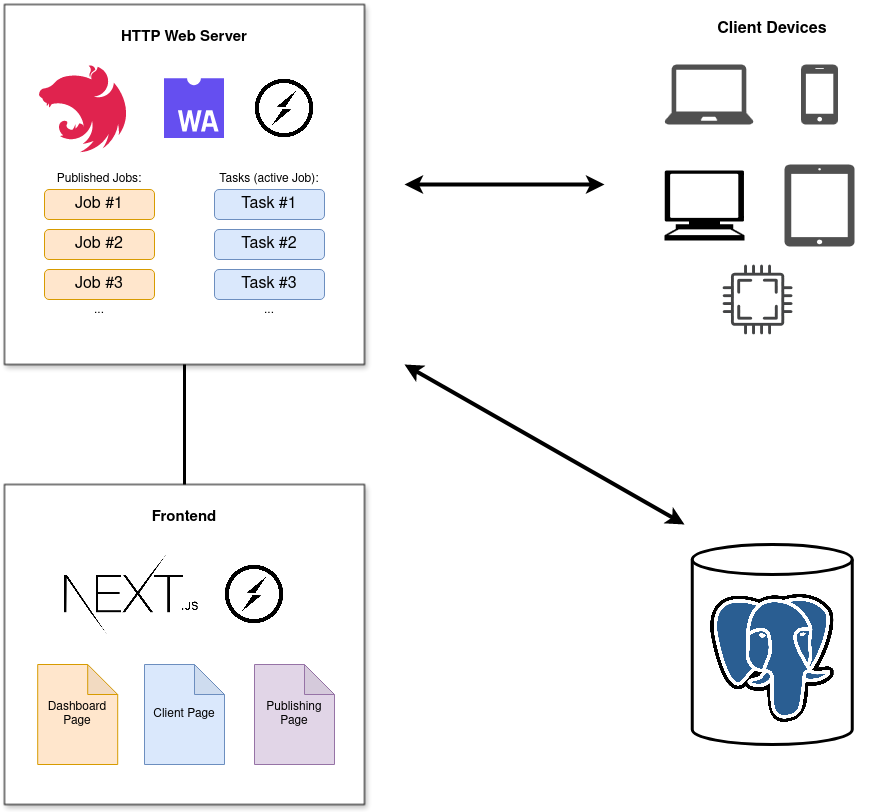 HTTP Web Server
WA
Published Jobs:
Job #1
Job #2
Job #3
...
Tasks (active Job):
Task #1
Task #2
Task #3
...
Client Devices
Frontend
NEXT.JS
Dashboard
Page
Client Page
Publishing
Page